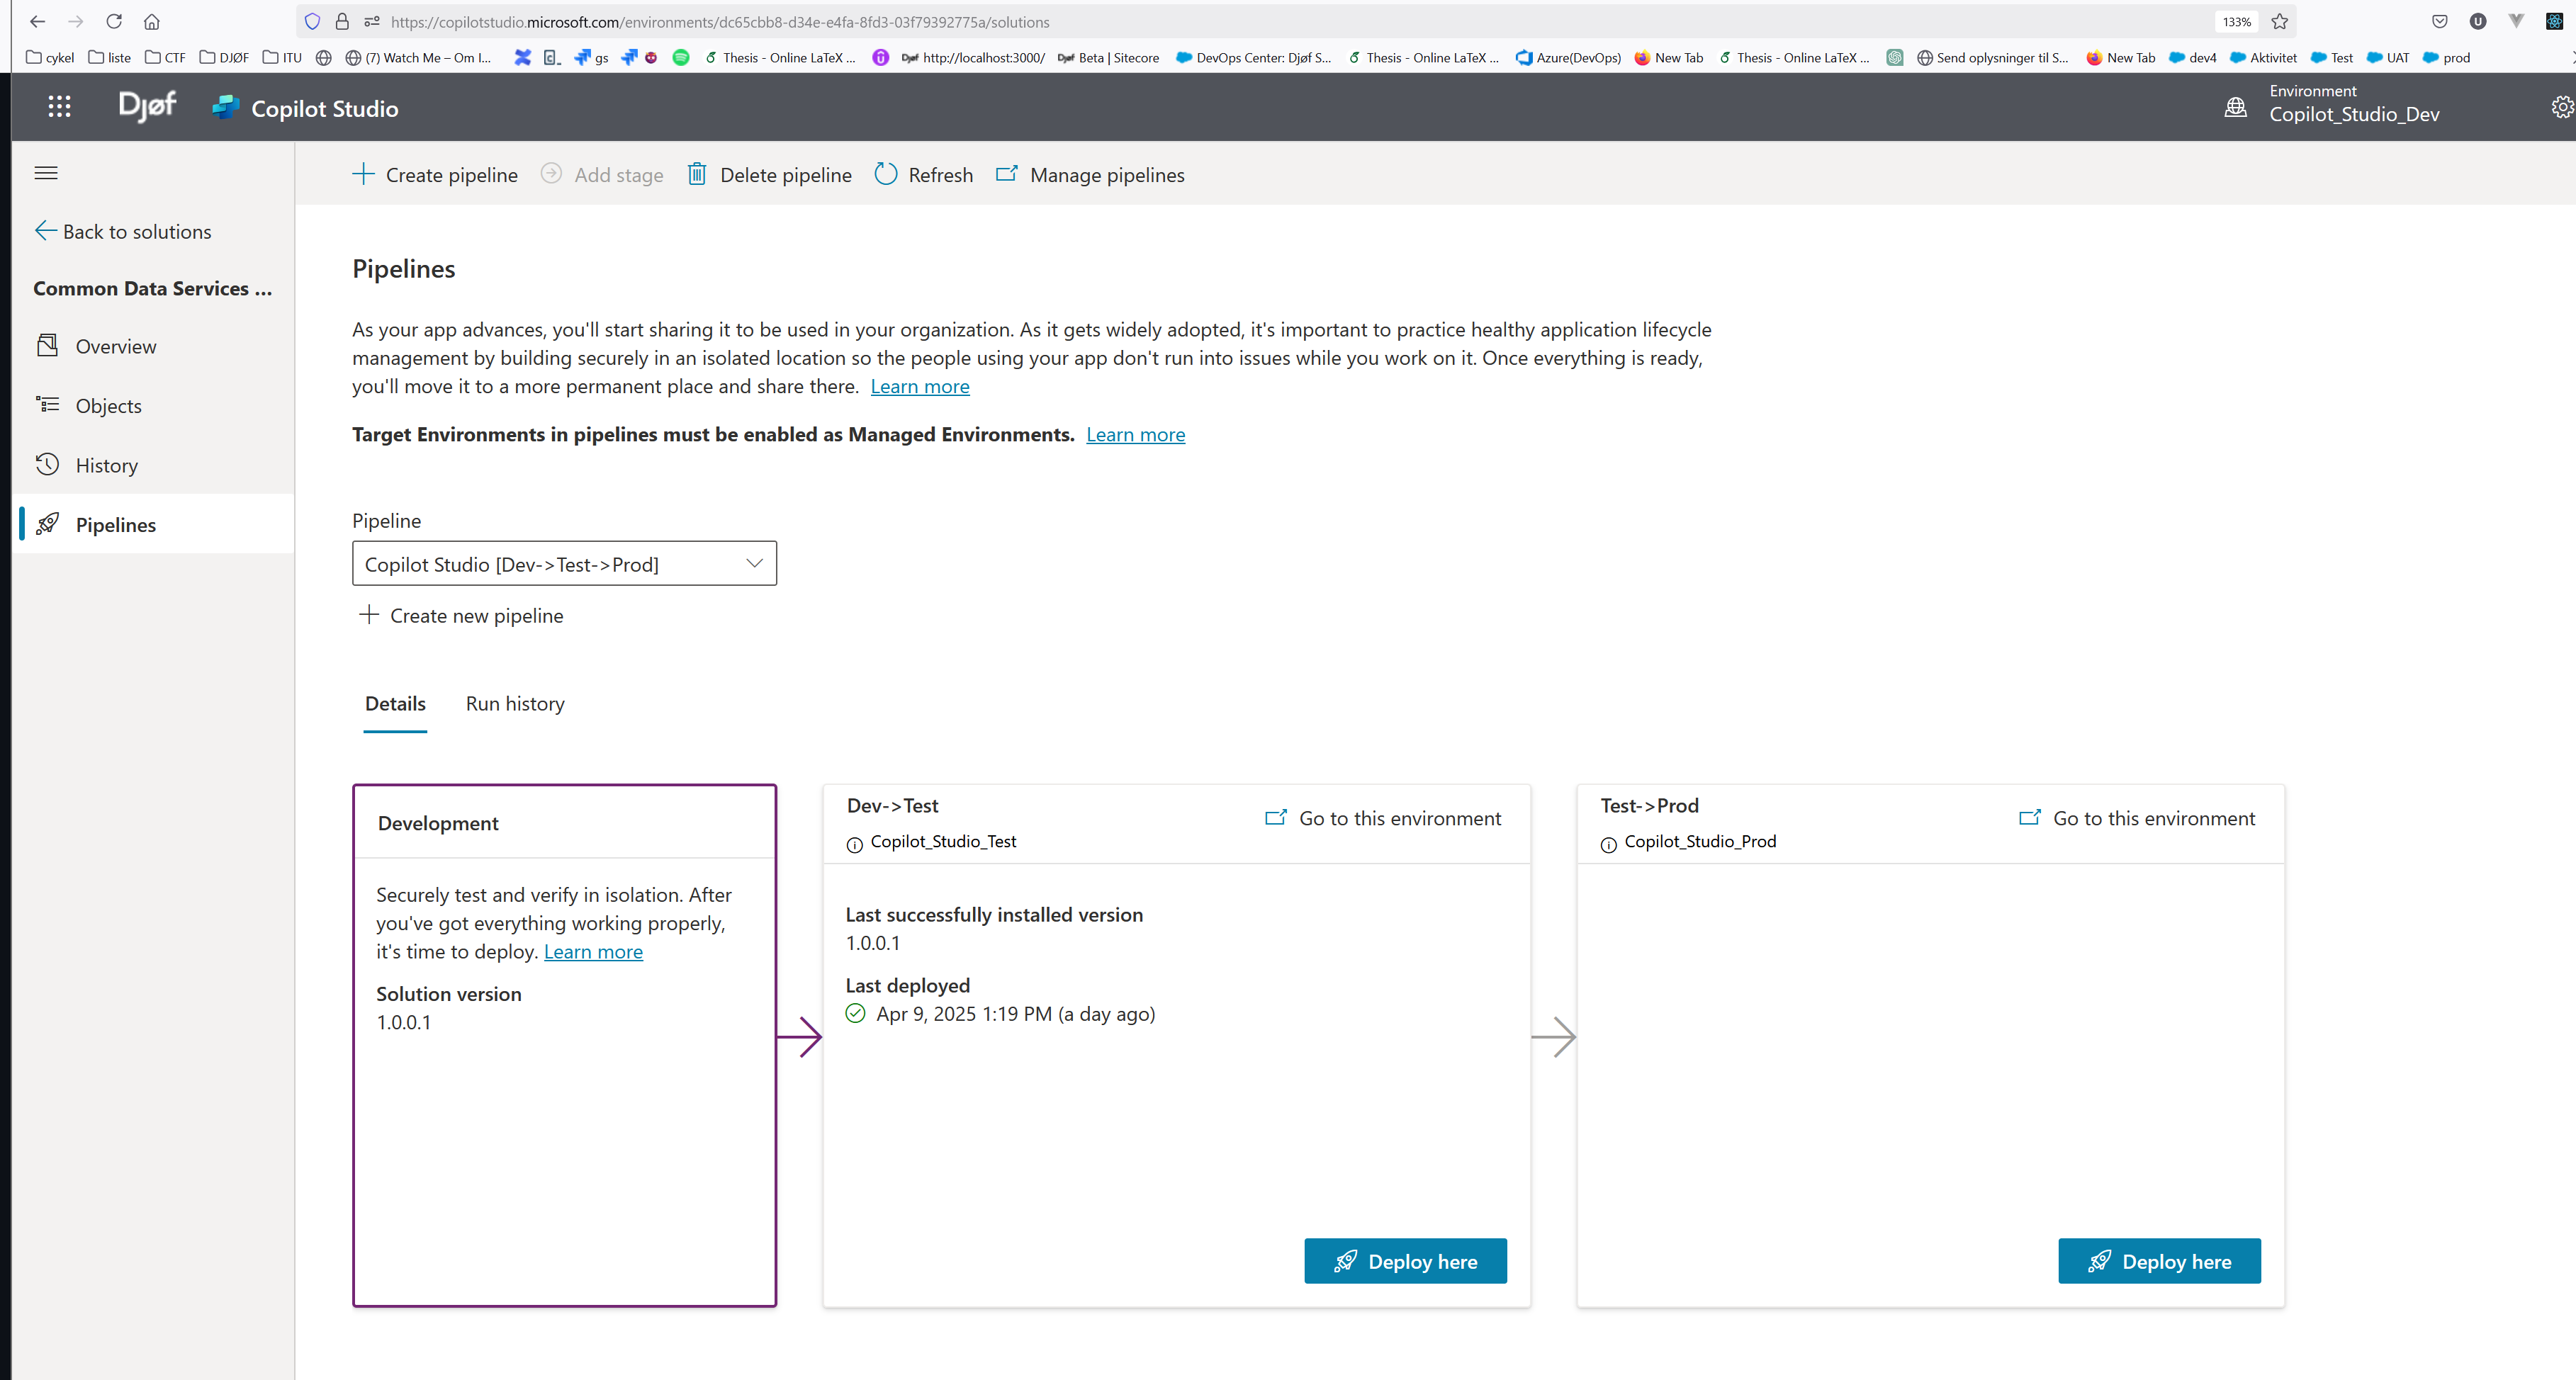 https://copilotstudio.microsoft.com/environments/dc65cbb8-d34e-e4fa-8fd3-03f79392775a/solutions
133%
cykel
liste
CTF
DJØF
ITU
(7) Watch Me – Om I...
gs
Thesis - Online LaTeX ...
http://localhost:3000/
Beta | Sitecore
DevOps Center: Djøf S...
Thesis - Online LaTeX ...
Azure(DevOps)
New Tab
Thesis - Online LaTeX ...
Send oplysninger til S...
New Tab
dev4
Aktivitet
Test
UAT
prod
Djøf
Copilot Studio
Environment
Copilot_Studio_Dev
Create pipeline
Add stage
Delete pipeline
Refresh
Manage pipelines
Back to solutions
Common Data Services ...
Overview
Objects
History
Pipelines
Pipelines
As your app advances, you'll start sharing it to be used in your organization. As it gets widely adopted, it's important to practice healthy application lifecycle
management by building securely in an isolated location so the people using your app don't run into issues while you work on it. Once everything is ready,
you'll move it to a more permanent place and share there. Learn more
Target Environments in pipelines must be enabled as Managed Environments. Learn more
Pipeline
Copilot Studio [Dev->Test->Prod]
Create new pipeline
Details
Run history
Development
Securely test and verify in isolation. After
you've got everything working properly,
it's time to deploy. Learn more
Solution version
1.0.0.1
Dev->Test
Copilot_Studio_Test
Go to this environment
Last successfully installed version
1.0.0.1
Last deployed
Apr 9, 2025 1:19 PM (a day ago)
Deploy here
Test->Prod
Copilot_Studio_Prod
Go to this environment
Deploy here